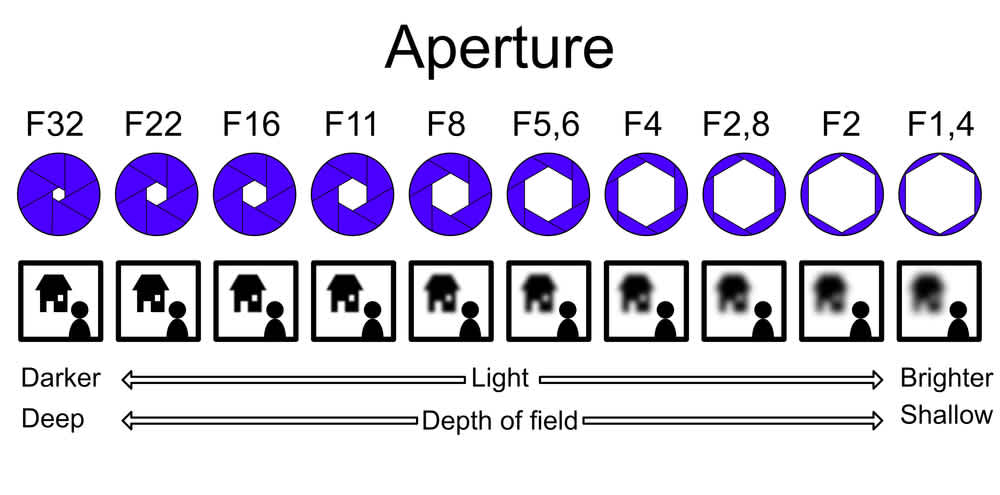 Aperture
F32 F22 F16 F11 F8 F5,6 F4 F2,8 F2 F1,4
Darker Light Brighter
Deep Depth of field Shallow